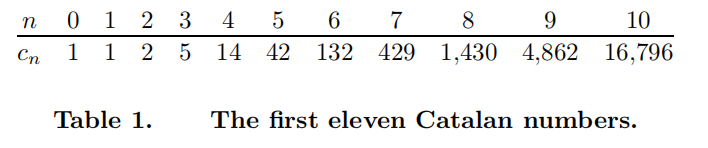 n 0 1 2 3 4 5 6 7 8 9 10
cₙ 1 1 2 5 14 42 132 429 1,430 4,862 16,796
Table 1. The first eleven Catalan numbers.